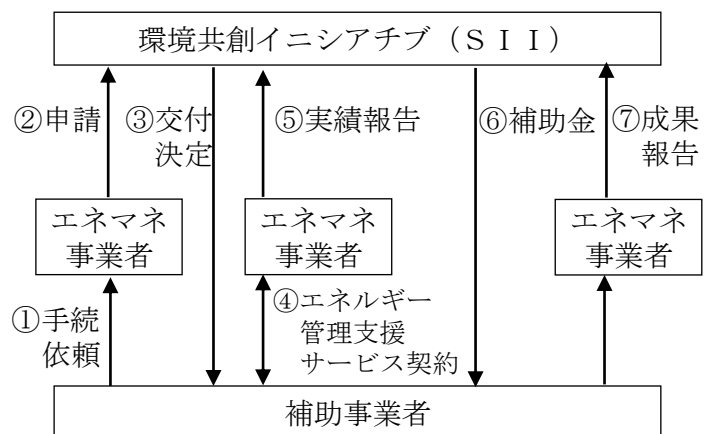 環境共創イニシアチブ（ＳＩＩ）
②申請
③交付
決定
⑤実績報告
⑥補助金
⑦成果
報告
エネマネ
事業者
エネマネ
事業者
エネマネ
事業者
①手続
依頼
④エネルギー
管理支援
サービス契約
補助事業者